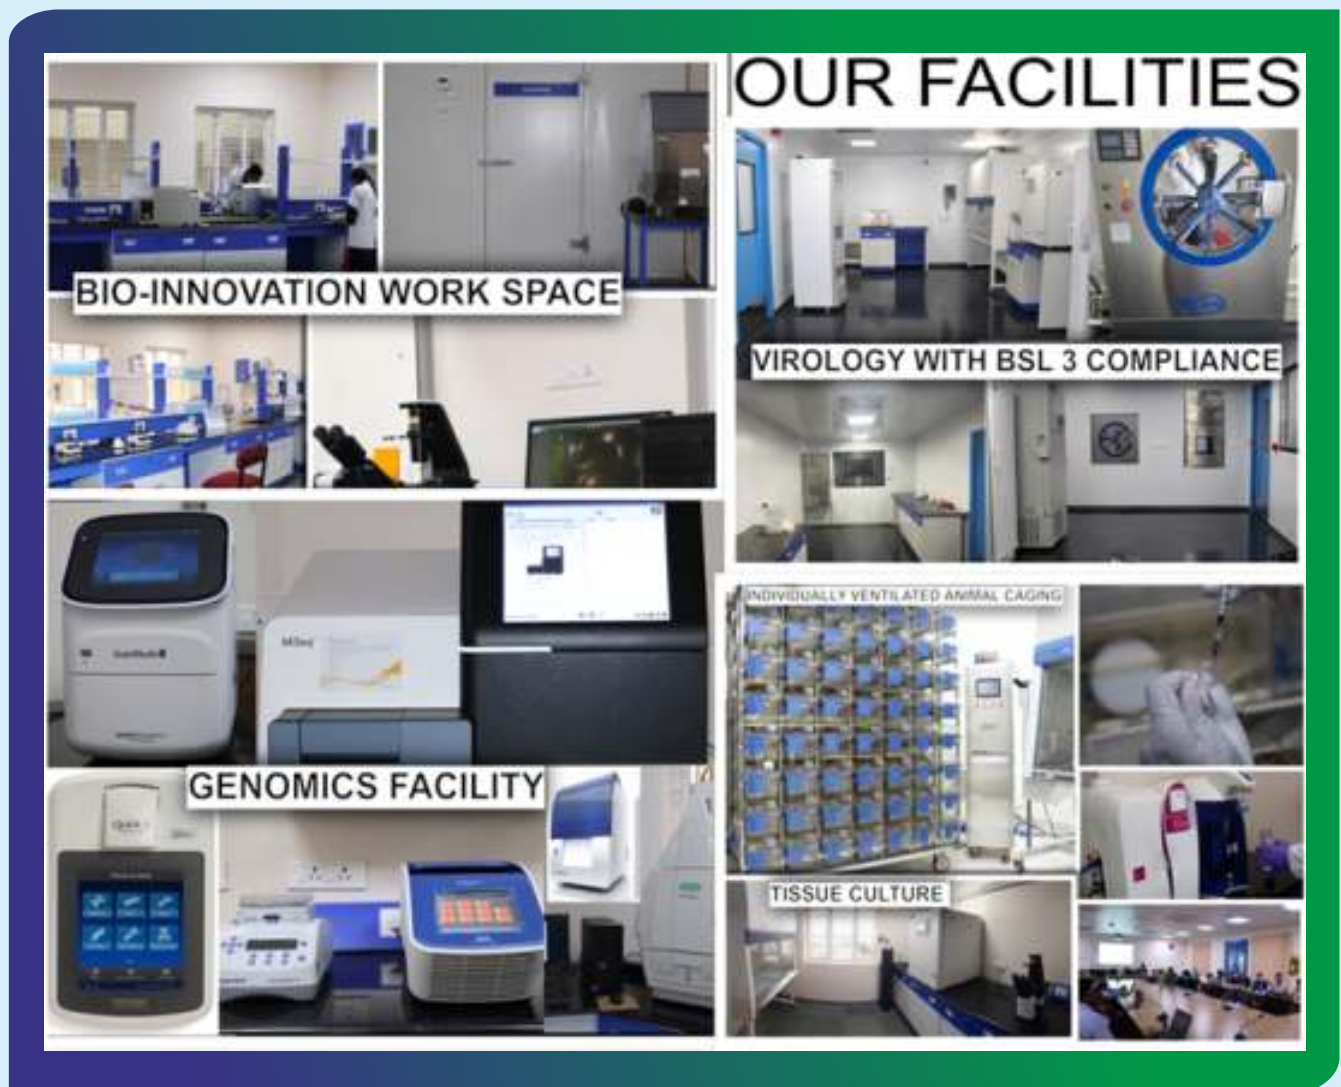 OUR FACILITIES
BIO-INNOVATION WORK SPACE
VIROLOGY WITH BSL 3 COMPLIANCE
MiSeq
GENOMICS FACILITY
INDIVIDUALLY VENTILATED ANIMAL CAGING
TISSUE CULTURE